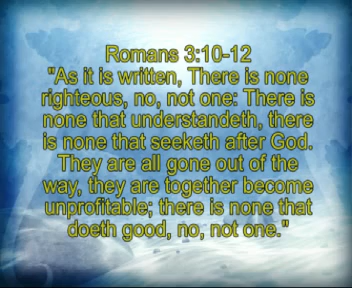 Romans 3:10-12
"As it is written, There is none
righteous, no, not one: There is
none that understandeth, there
is none that seeketh after God.
They are all gone out of the
way, they are together become
unprofitable; there is none that
doeth good, no, not one."